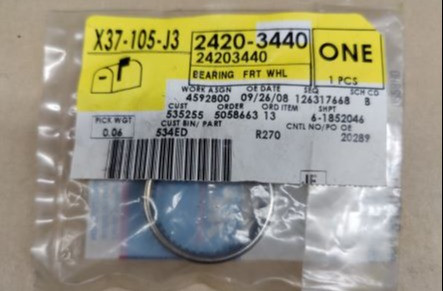 X37-105-J3
2420-3440
24203440
ONE
BEARING FRT WHL
1 PCS
WORK ASGN OE DATE SEQ SCH CD
4592800 09/26/08 126317668 B
CUST ORDER ORD ITEM SHPT
535255 5058663 13 6-1852046
PICK WGT CUST BIN/PART CNTL NO/PO OE
0.06 534ED R270 20289